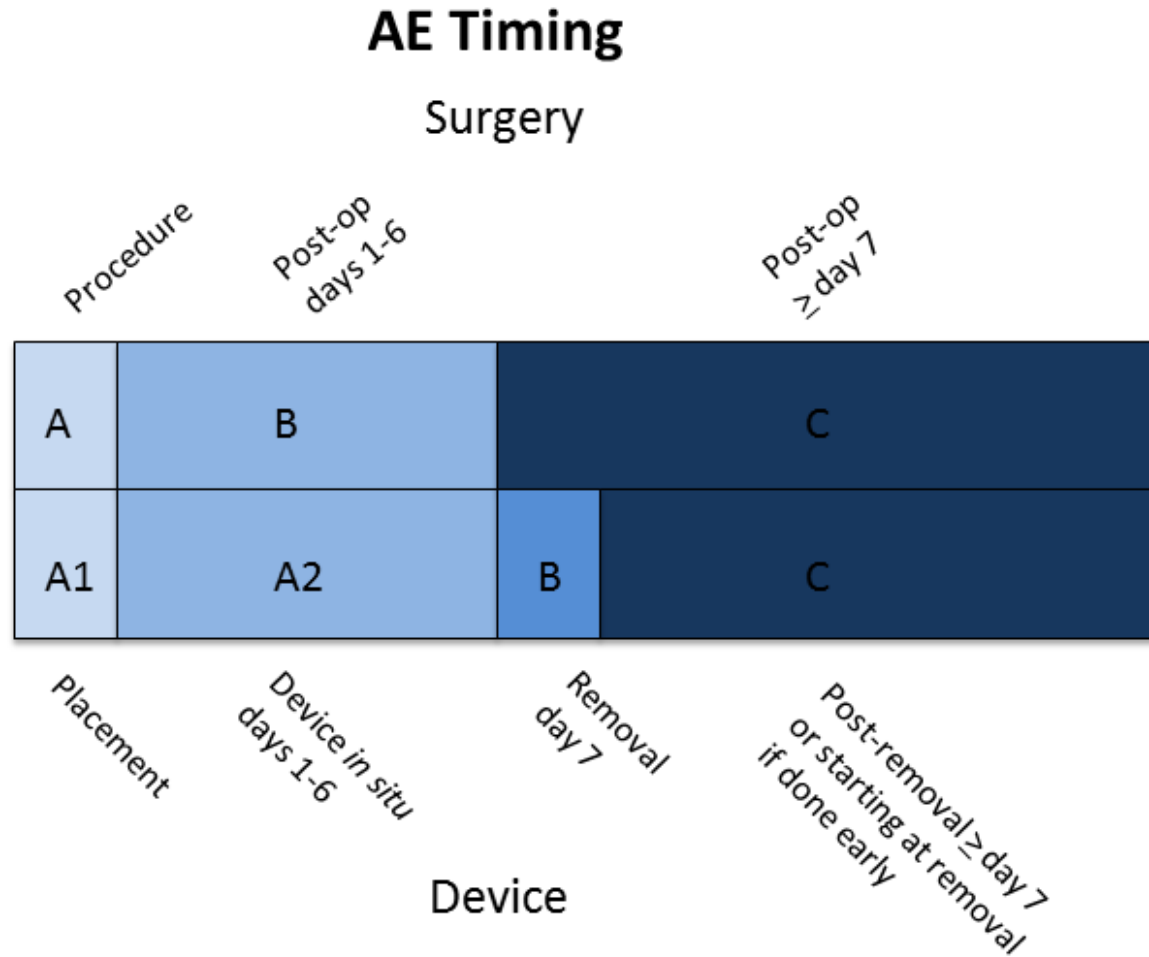 AE Timing
Surgery
Procedure
Post-op
days 1-6
Post-op
≥ day 7
A
B
C
A1
A2
B
C
Placement
Device in situ
days 1-6
Removal
day 7
Post-removal ≥ day 7
or starting at removal
if done early
Device